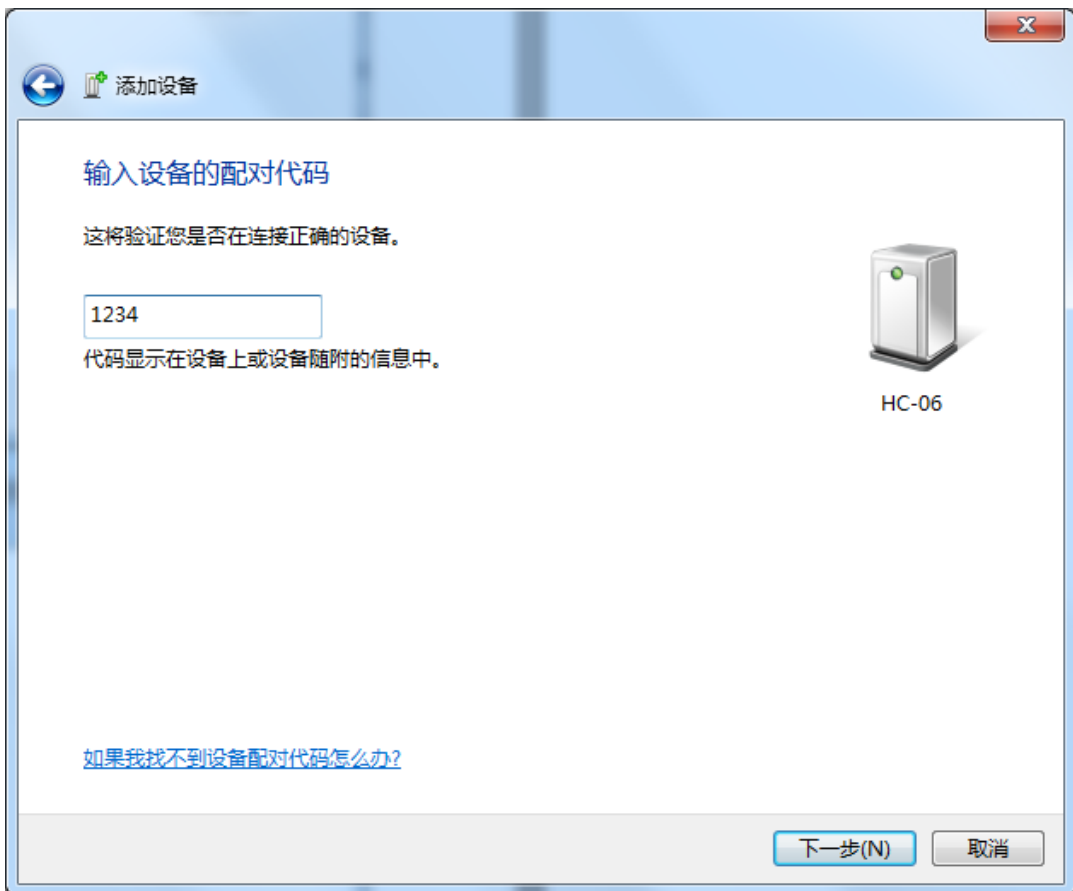 添加设备
输入设备的配对代码
这将验证您是否在连接正确的设备。
1234
代码显示在设备上或设备随附的信息中。
HC-06
如果我找不到设备配对代码怎么办?
下一步(N)
取消